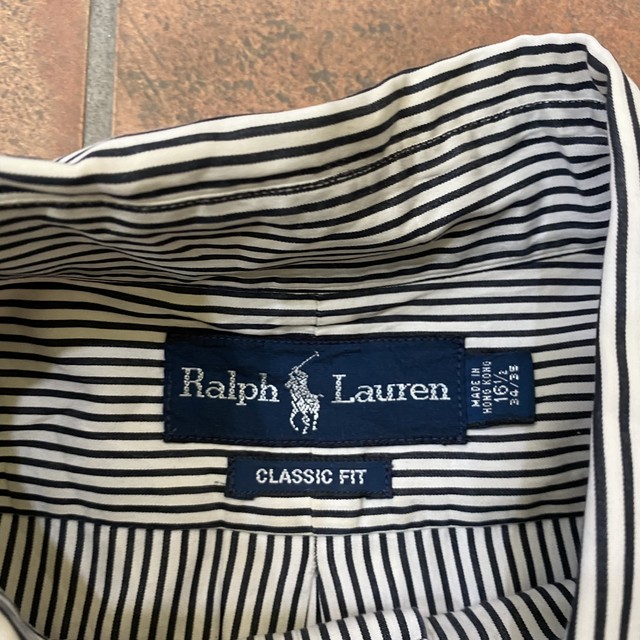 Ralph Lauren
MADE IN
HONG KONG
16½
CLASSIC FIT